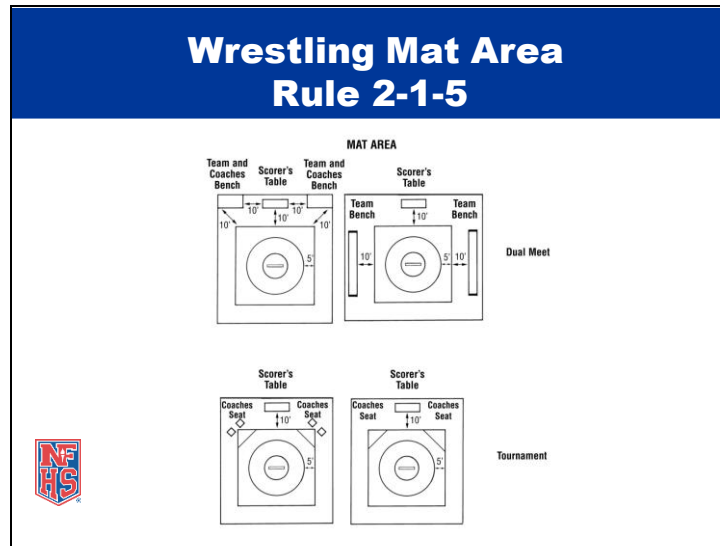 Wrestling Mat Area
Rule 2-1-5
MAT AREA
Team and
Coaches
Bench
Scorer's
Table
Team and
Coaches
Bench
10'
10'
10'
10'
10'
Scorer's
Table
Team
Bench
Team
Bench
10'
10'
10'
5'
5'
Dual Meet
Scorer's
Table
Coaches
Seat
Coaches
Seat
10'
5'
Scorer's
Table
Coaches
Seat
Coaches
Seat
10'
5'
Tournament
NFHS
®